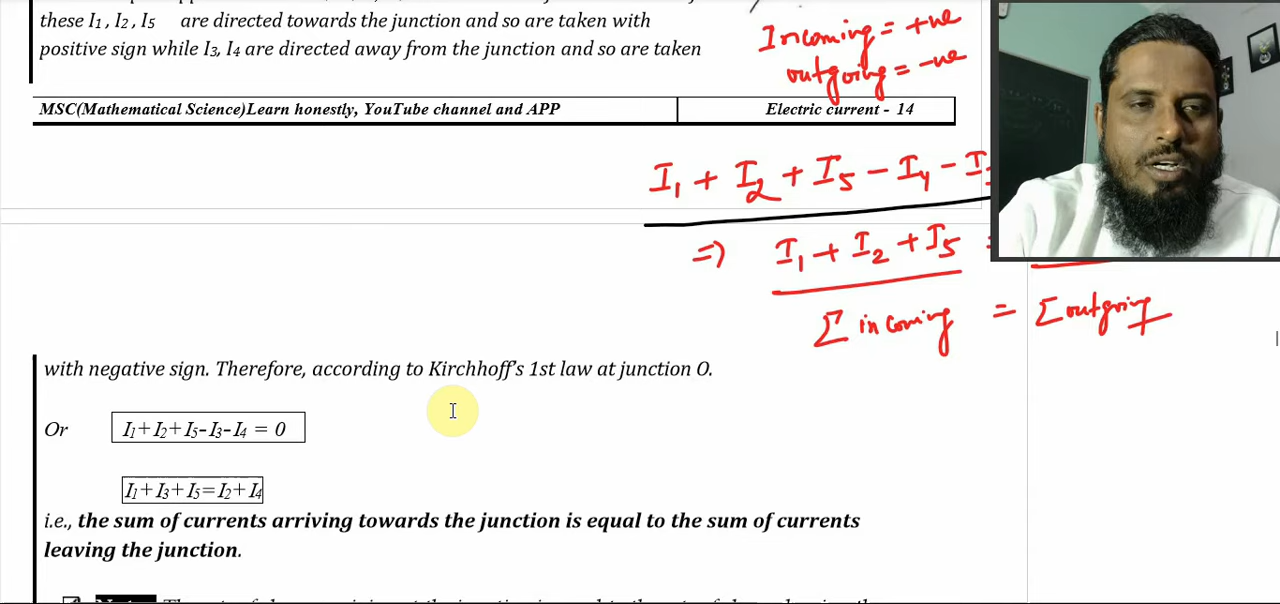 these I₁, I₂, I₅ are directed towards the junction and so are taken with
positive sign while I₃, I₄ are directed away from the junction and so are taken
Incoming = +ve
outgoing = -ve
MSC(Mathematical Science)Learn honestly, YouTube channel and APP
Electric current - 14
I₁ + I₂ + I₅ - I₄ -
=> I₁ + I₂ + I₅
Σ incoming = Σ outgoing
with negative sign. Therefore, according to Kirchhoff's 1st law at junction O.
Or I₁+I₂+I₅-I₃-I₄ = 0
I₁+I₃+I₅=I₂+I₄
i.e., the sum of currents arriving towards the junction is equal to the sum of currents
leaving the junction.